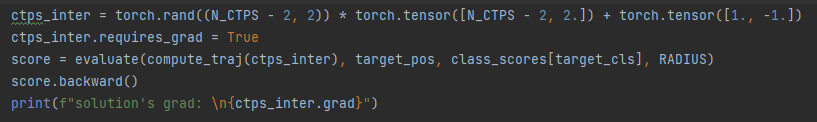 ctps_inter = torch.rand((N_CTPS - 2, 2)) * torch.tensor([N_CTPS - 2, 2.]) + torch.tensor([1., -1.])
ctps_inter.requires_grad = True
score = evaluate(compute_traj(ctps_inter), target_pos, class_scores[target_cls], RADIUS)
score.backward()
print(f"solution's grad: \n{ctps_inter.grad}")